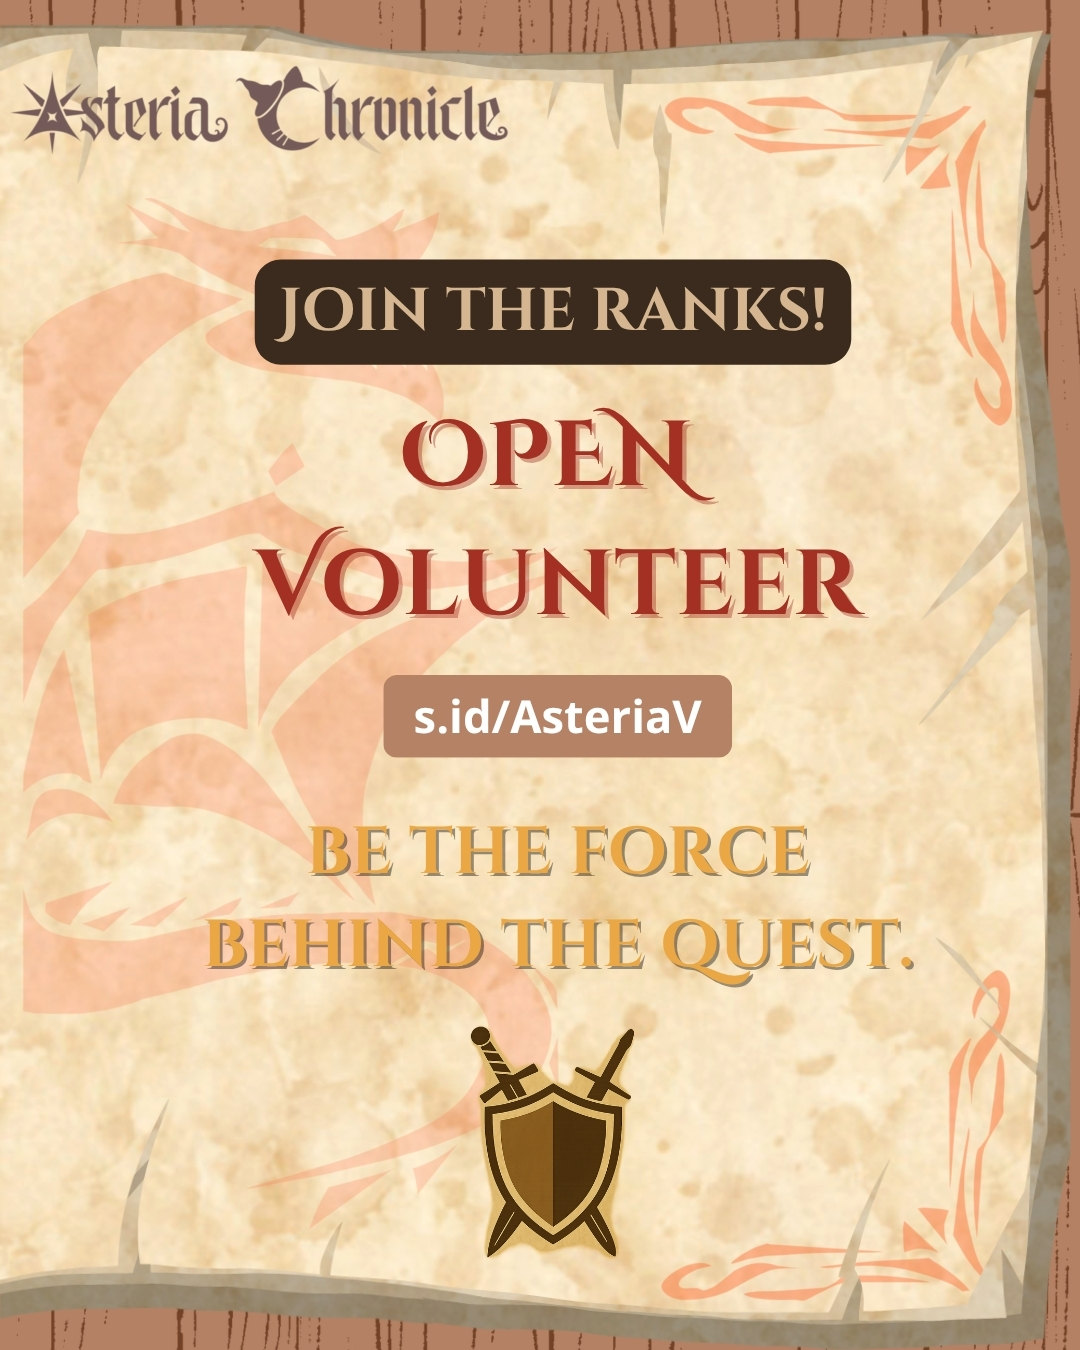 Asteria Chronicle
JOIN THE RANKS!
OPEN
VOLUNTEER
s.id/AsteriaV
BE THE FORCE
BEHIND THE QUEST.